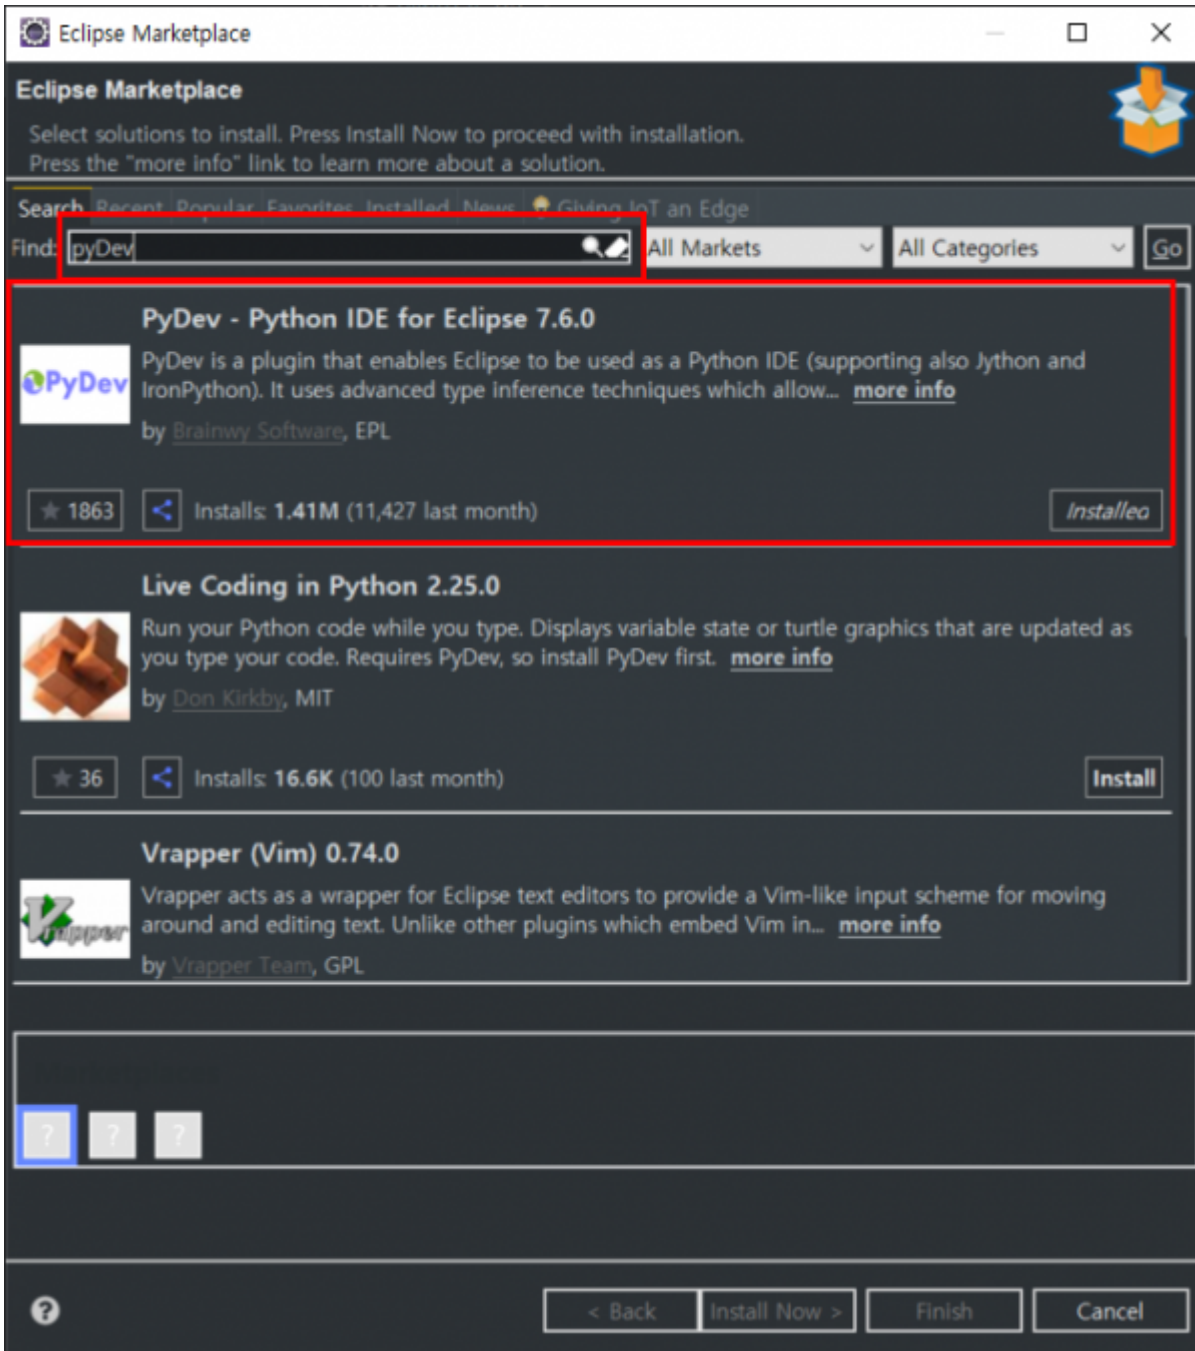 Eclipse Marketplace
Eclipse Marketplace
Select solutions to install. Press Install Now to proceed with installation.
Press the "more info" link to learn more about a solution.
Search Recent Popular Favorites Installed News Giving IoT an Edge
Find: pyDev All Markets All Categories Go
PyDev - Python IDE for Eclipse 7.6.0
PyDev
PyDev is a plugin that enables Eclipse to be used as a Python IDE (supporting also Jython and
IronPython). It uses advanced type inference techniques which allow... more info
by Brainwy Software, EPL
1863 Installs: 1.41M (11,427 last month) Installed
Live Coding in Python 2.25.0
Run your Python code while you type. Displays variable state or turtle graphics that are updated as
you type your code. Requires PyDev, so install PyDev first. more info
by Don Kirkby, MIT
36 Installs: 16.6K (100 last month) Install
Vrapper (Vim) 0.74.0
Vrapper
Vrapper acts as a wrapper for Eclipse text editors to provide a Vim-like input scheme for moving
around and editing text. Unlike other plugins which embed Vim in... more info
by Vrapper Team, GPL
? ? ?
? < Back Install Now > Finish Cancel